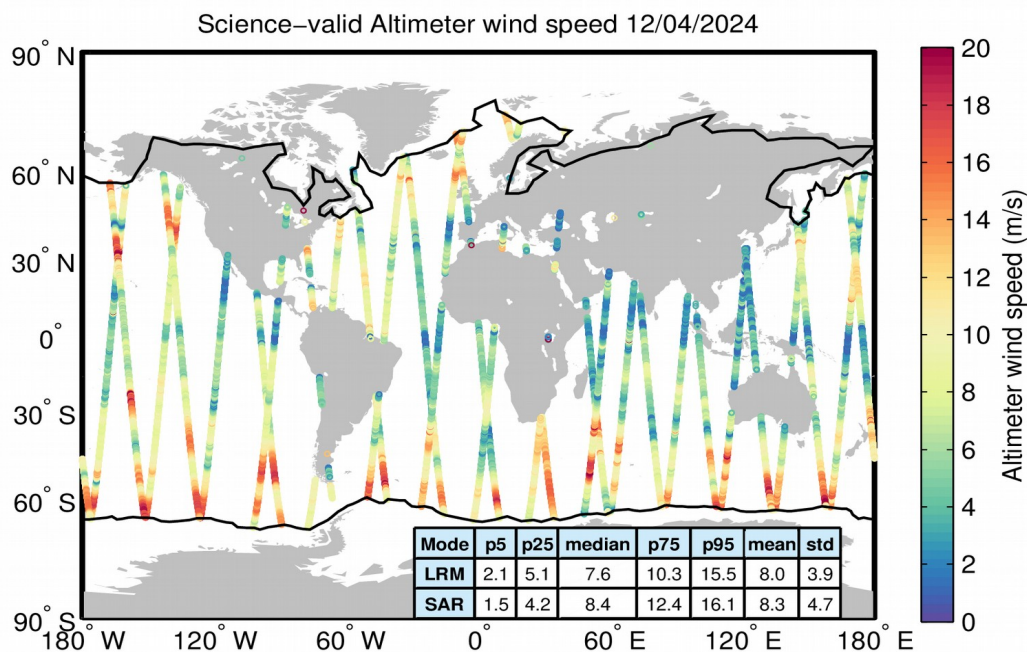 Science−valid Altimeter wind speed 12/04/2024
90° N
60° N
30° N
0°
30° S
60° S
90° S
180° W
120° W
60° W
0°
60° E
120° E
180° E
Mode p5 p25 median p75 p95 mean std
LRM 2.1 5.1 7.6 10.3 15.5 8.0 3.9
SAR 1.5 4.2 8.4 12.4 16.1 8.3 4.7
20
18
16
14
12
10
8
6
4
2
0
Altimeter wind speed (m/s)